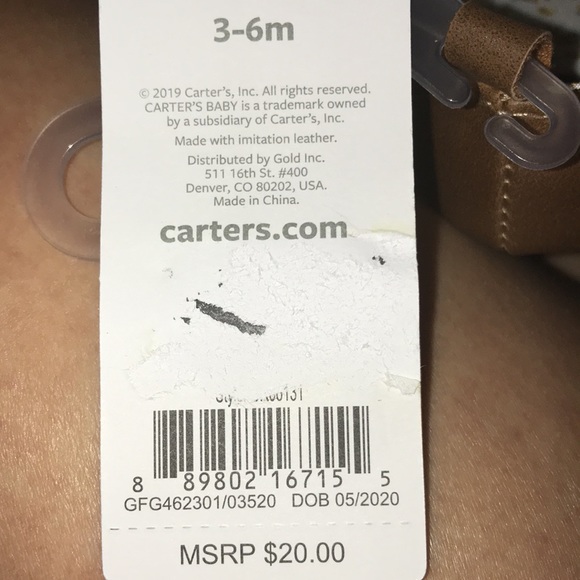 3-6m
© 2019 Carter's, Inc. All rights reserved.
CARTER'S BABY is a trademark owned
by a subsidiary of Carter's, Inc.
Made with imitation leather.
Distributed by Gold Inc.
511 16th St. #400
Denver, CO 80202, USA.
Made in China.
carters.com
8 89802 16715 5
GFG462301/03520 DOB 05/2020
MSRP $20.00